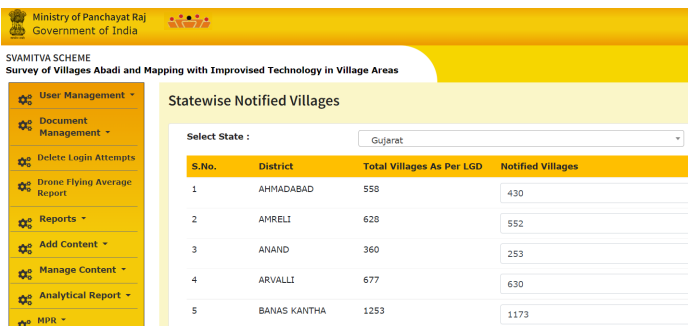 Ministry of Panchayat Raj
Government of India
SVAMITVA SCHEME
Survey of Villages Abadi and Mapping with Improvised Technology in Village Areas
User Management
Document
Management
Delete Login Attempts
Drone Flying Average
Report
Reports
Add Content
Manage Content
Analytical Report
MPR
Statewise Notified Villages
Select State : Gujarat
S.No. District Total Villages As Per LGD Notified Villages
1 AHMADABAD 558 430
2 AMRELI 628 552
3 ANAND 360 253
4 ARVALLI 677 630
5 BANAS KANTHA 1253 1173